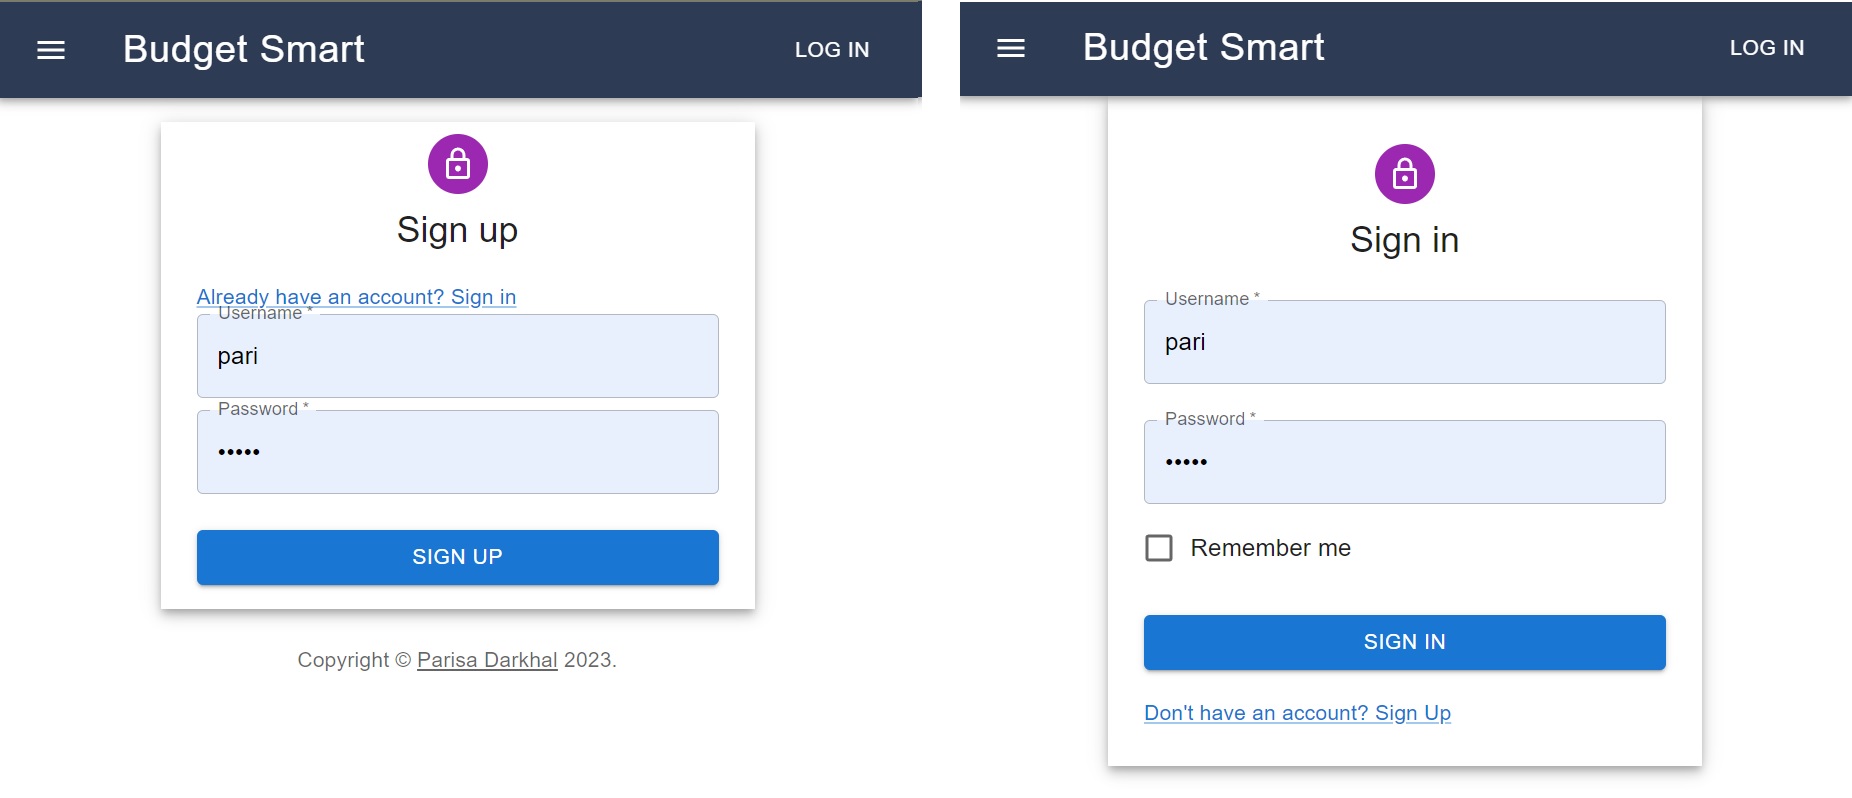 Budget Smart
LOG IN
Sign up
Already have an account? Sign in
Username *
pari
Password *
•••••
SIGN UP
Copyright © Parisa Darkhal 2023.
Budget Smart
LOG IN
Sign in
Username *
pari
Password *
•••••
Remember me
SIGN IN
Don't have an account? Sign Up